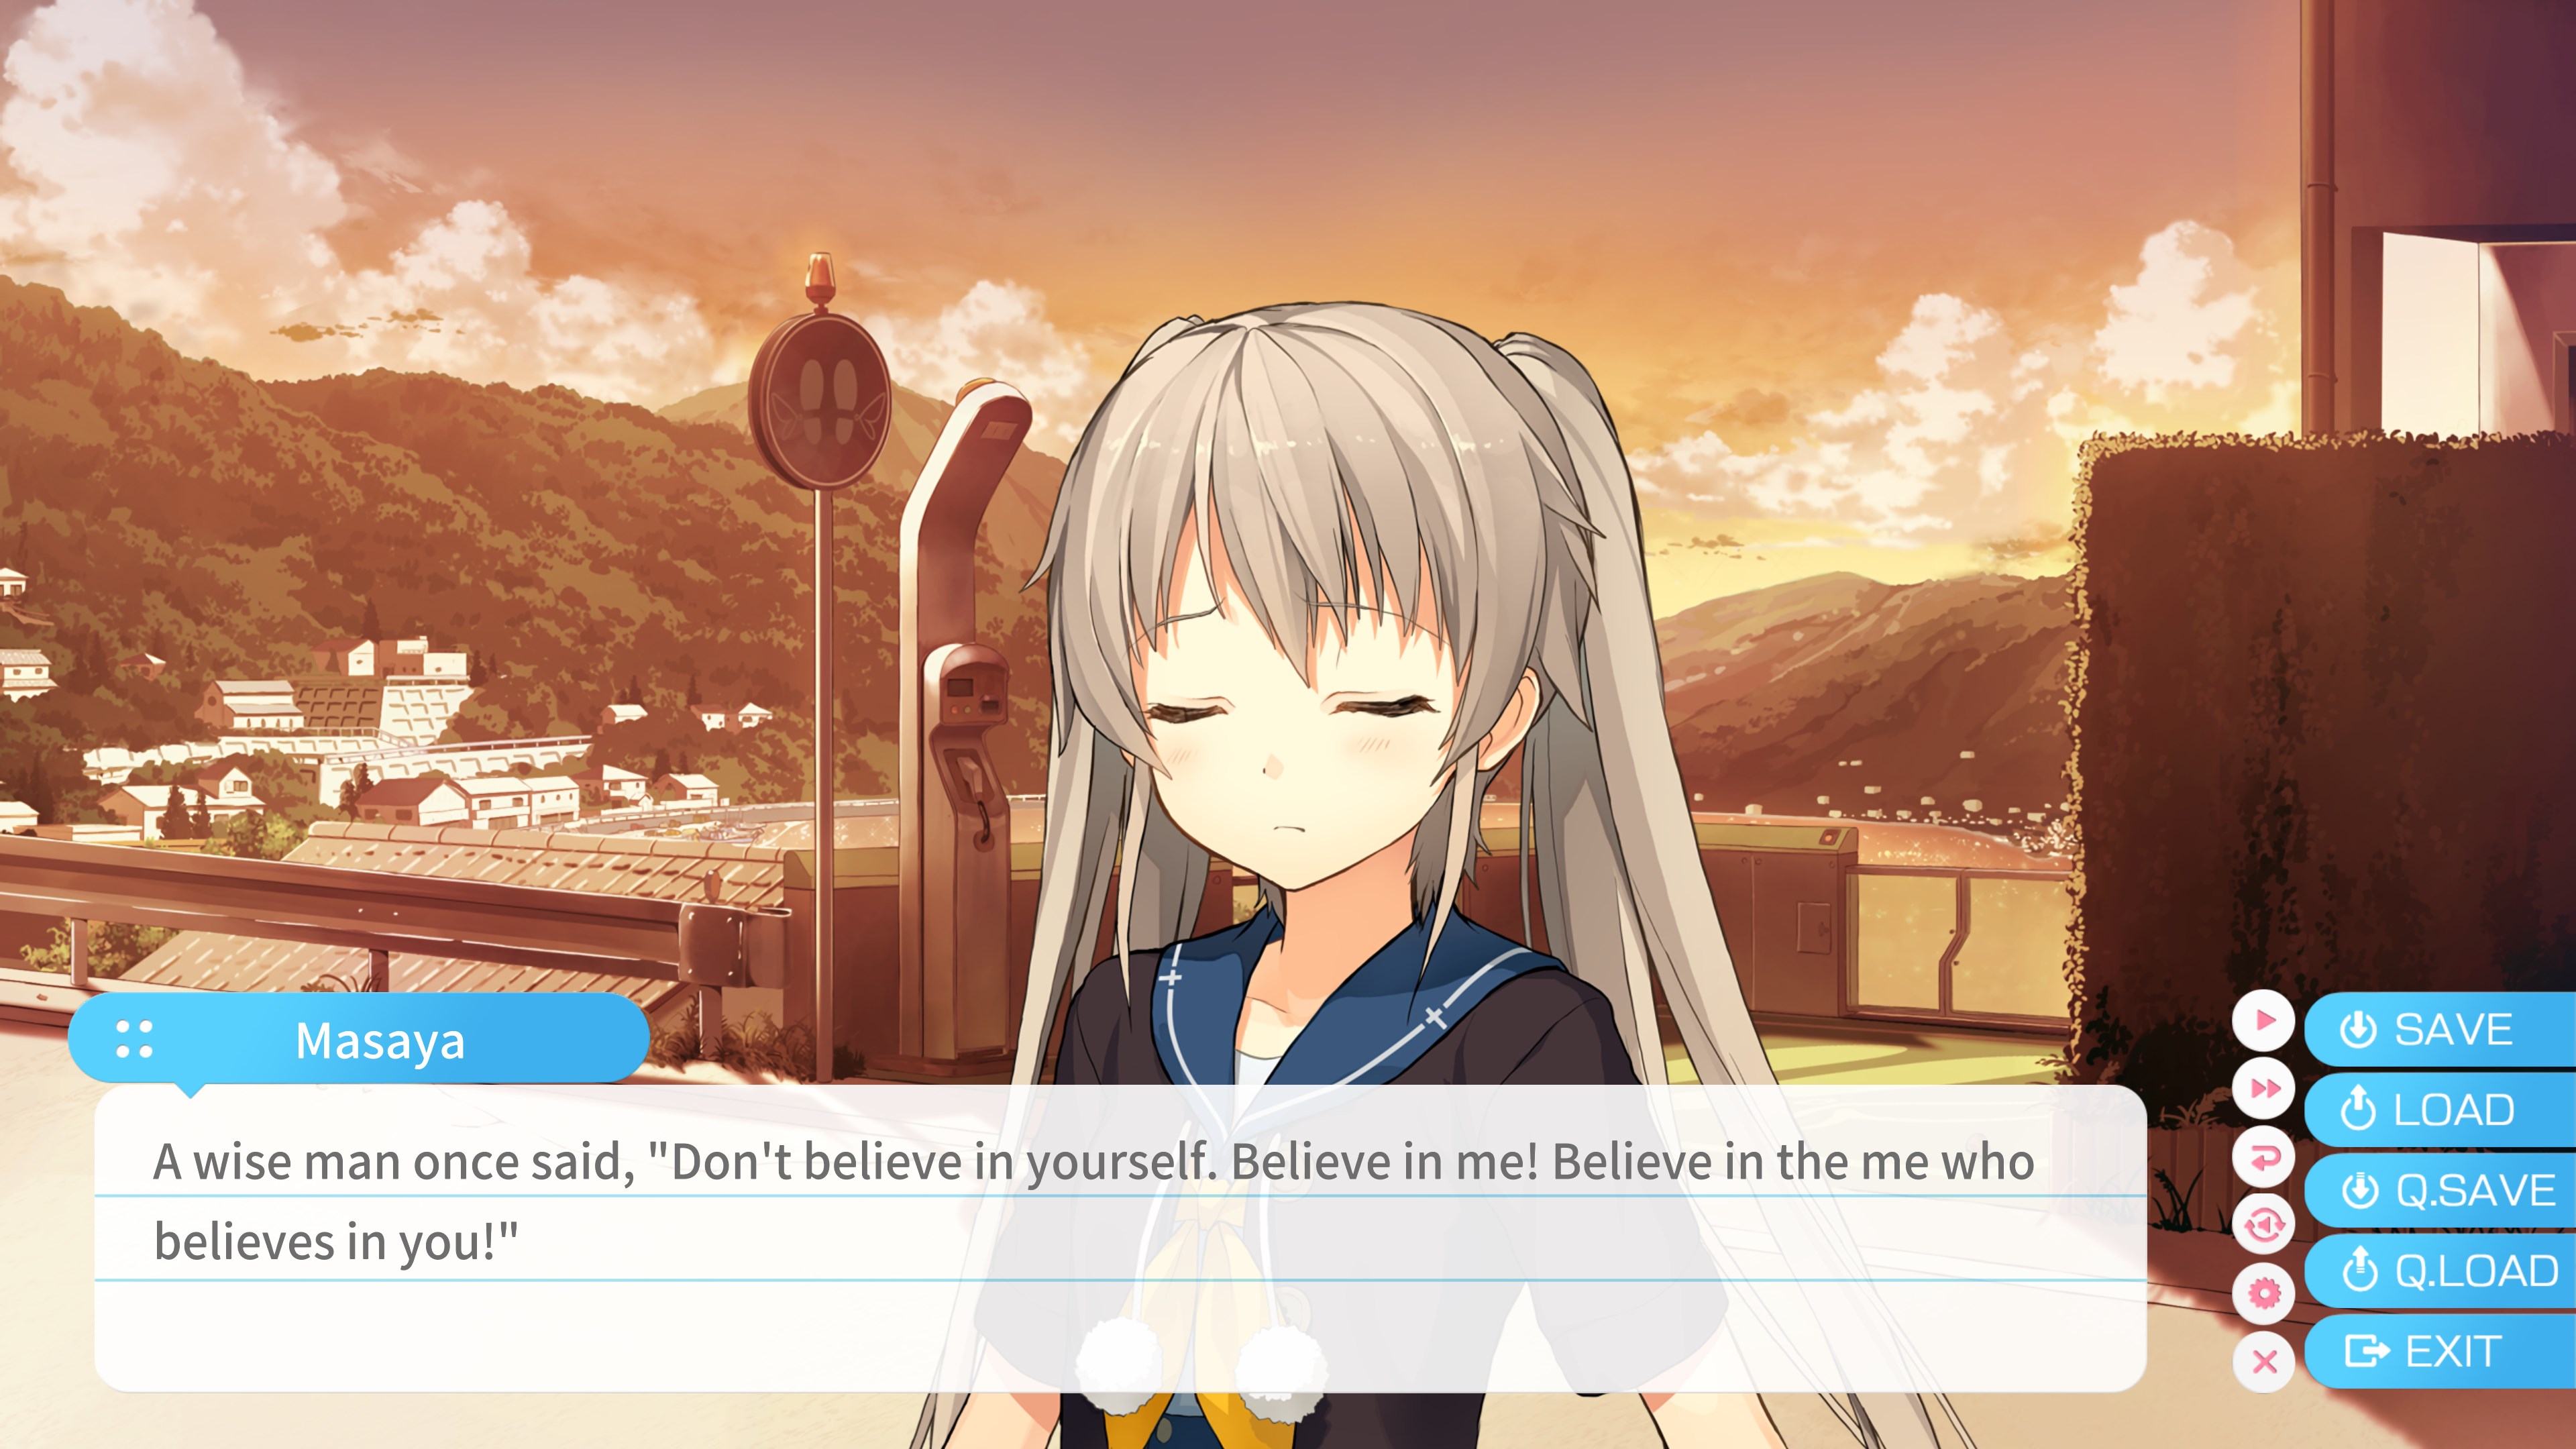 Masaya
A wise man once said, "Don't believe in yourself. Believe in me! Believe in the me who
believes in you!"
SAVE
LOAD
Q.SAVE
Q.LOAD
EXIT